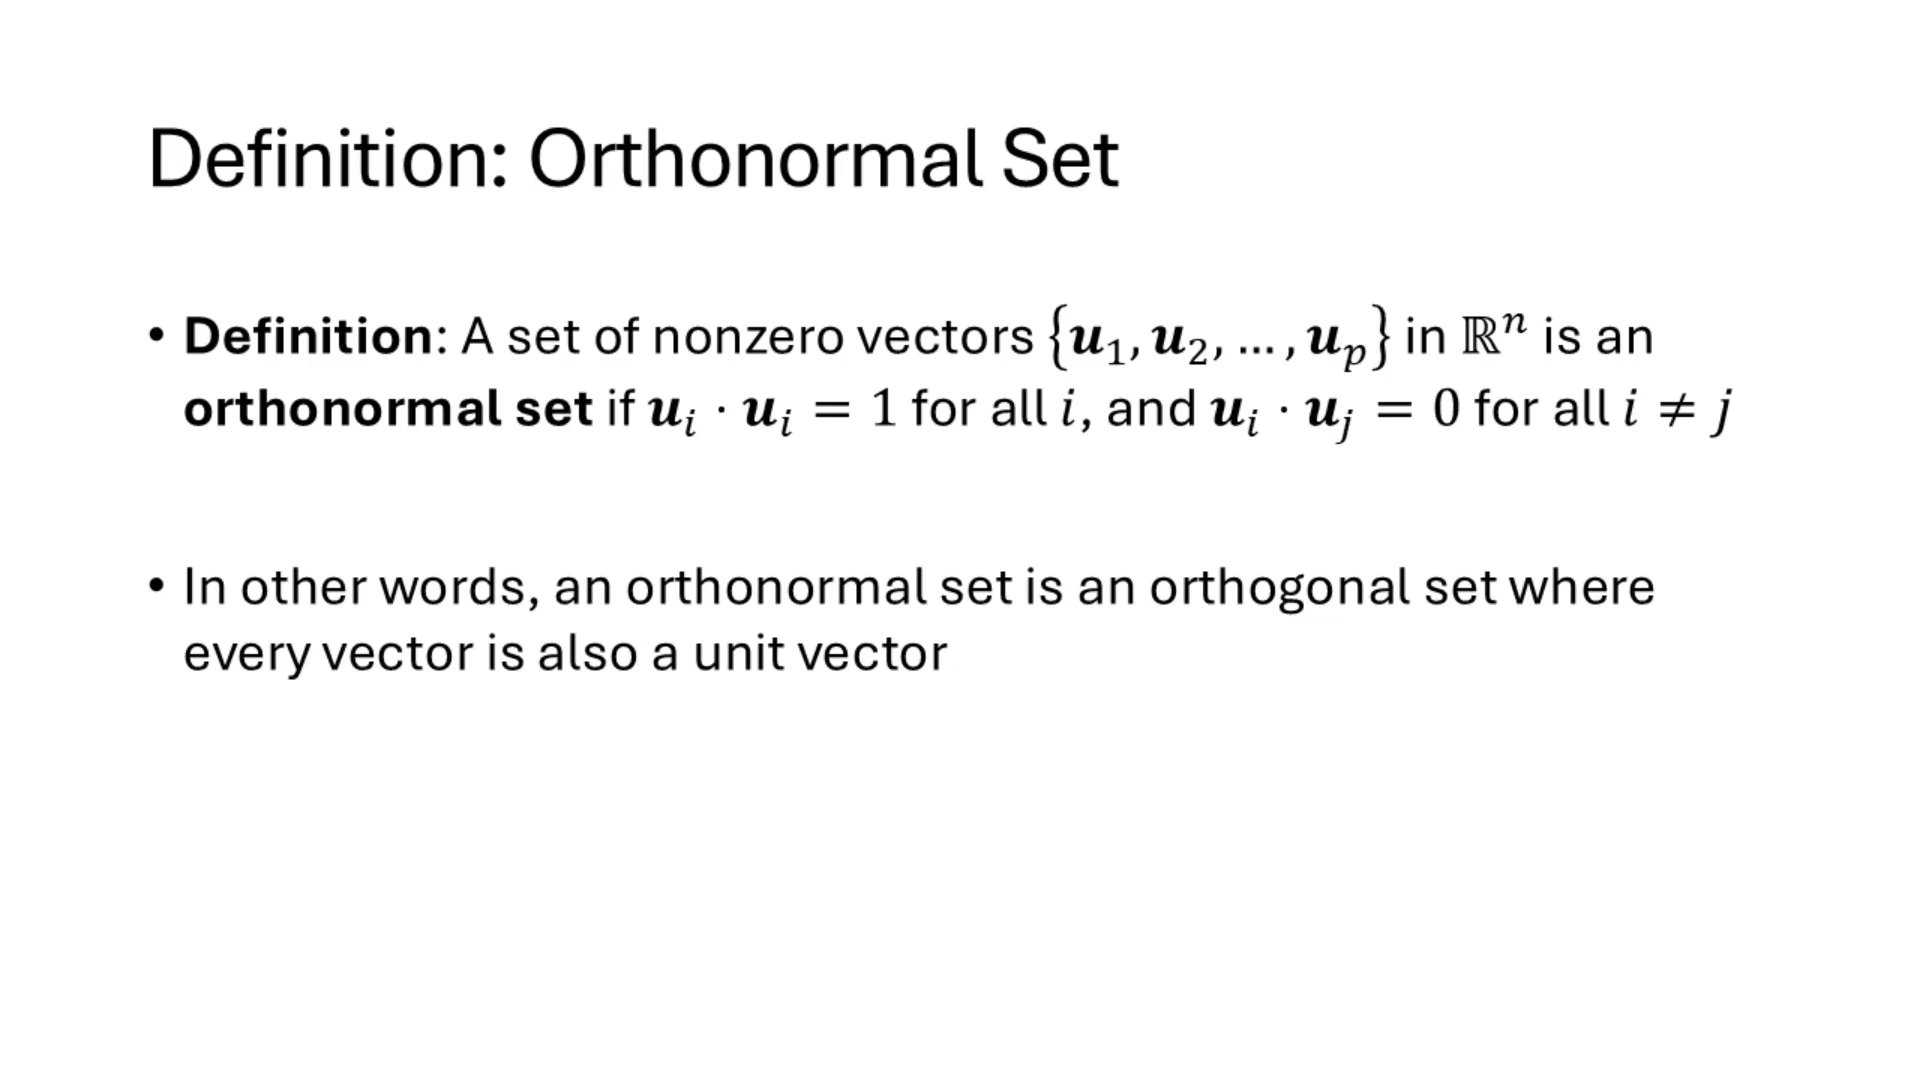 Definition: Orthonormal Set
• Definition: A set of nonzero vectors {𝒖₁, 𝒖₂, … , 𝒖ₚ} in ℝⁿ is an
orthonormal set if 𝒖ᵢ · 𝒖ᵢ = 1 for all 𝑖, and 𝒖ᵢ · 𝒖ⱼ = 0 for all 𝑖 ≠ 𝑗
• In other words, an orthonormal set is an orthogonal set where
every vector is also a unit vector